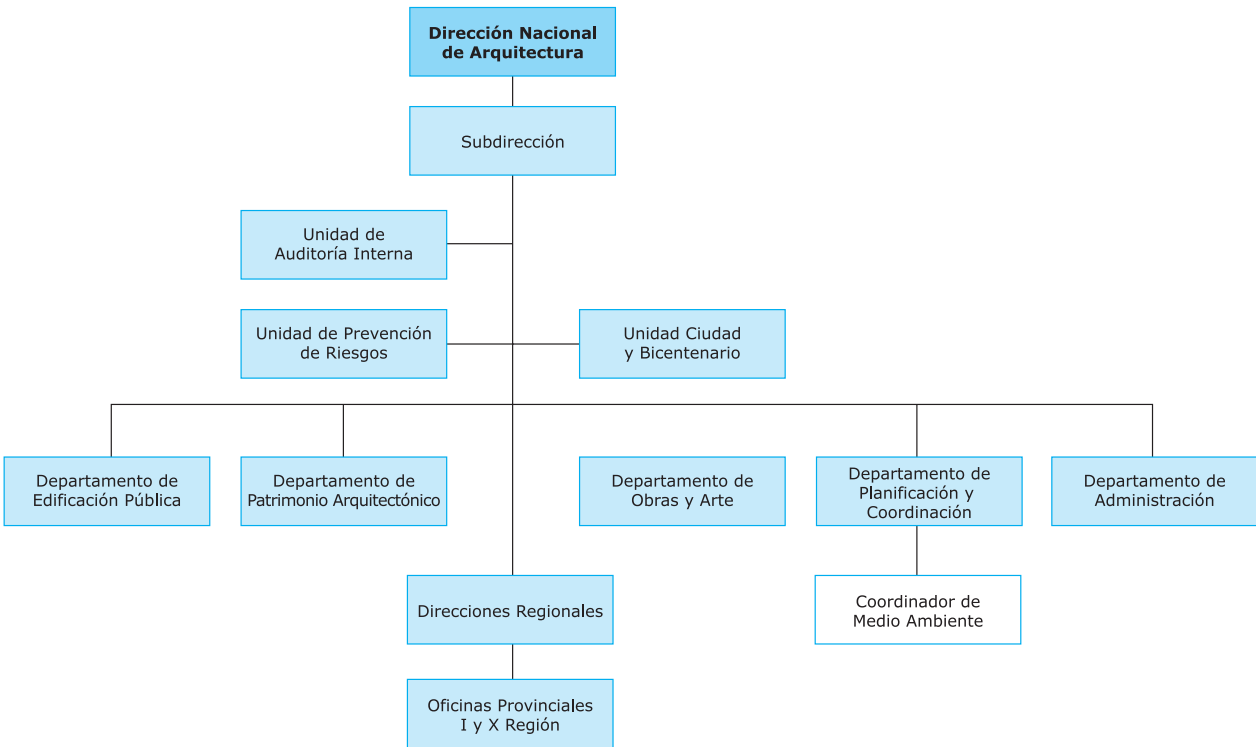 Dirección Nacional
de Arquitectura
Subdirección
Unidad de
Auditoría Interna
Unidad de Prevención
de Riesgos
Unidad Ciudad
y Bicentenario
Departamento de
Edificación Pública
Departamento de
Patrimonio Arquitectónico
Departamento de
Obras y Arte
Departamento de
Planificación y
Coordinación
Departamento de
Administración
Direcciones Regionales
Coordinador de
Medio Ambiente
Oficinas Provinciales
I y X Región